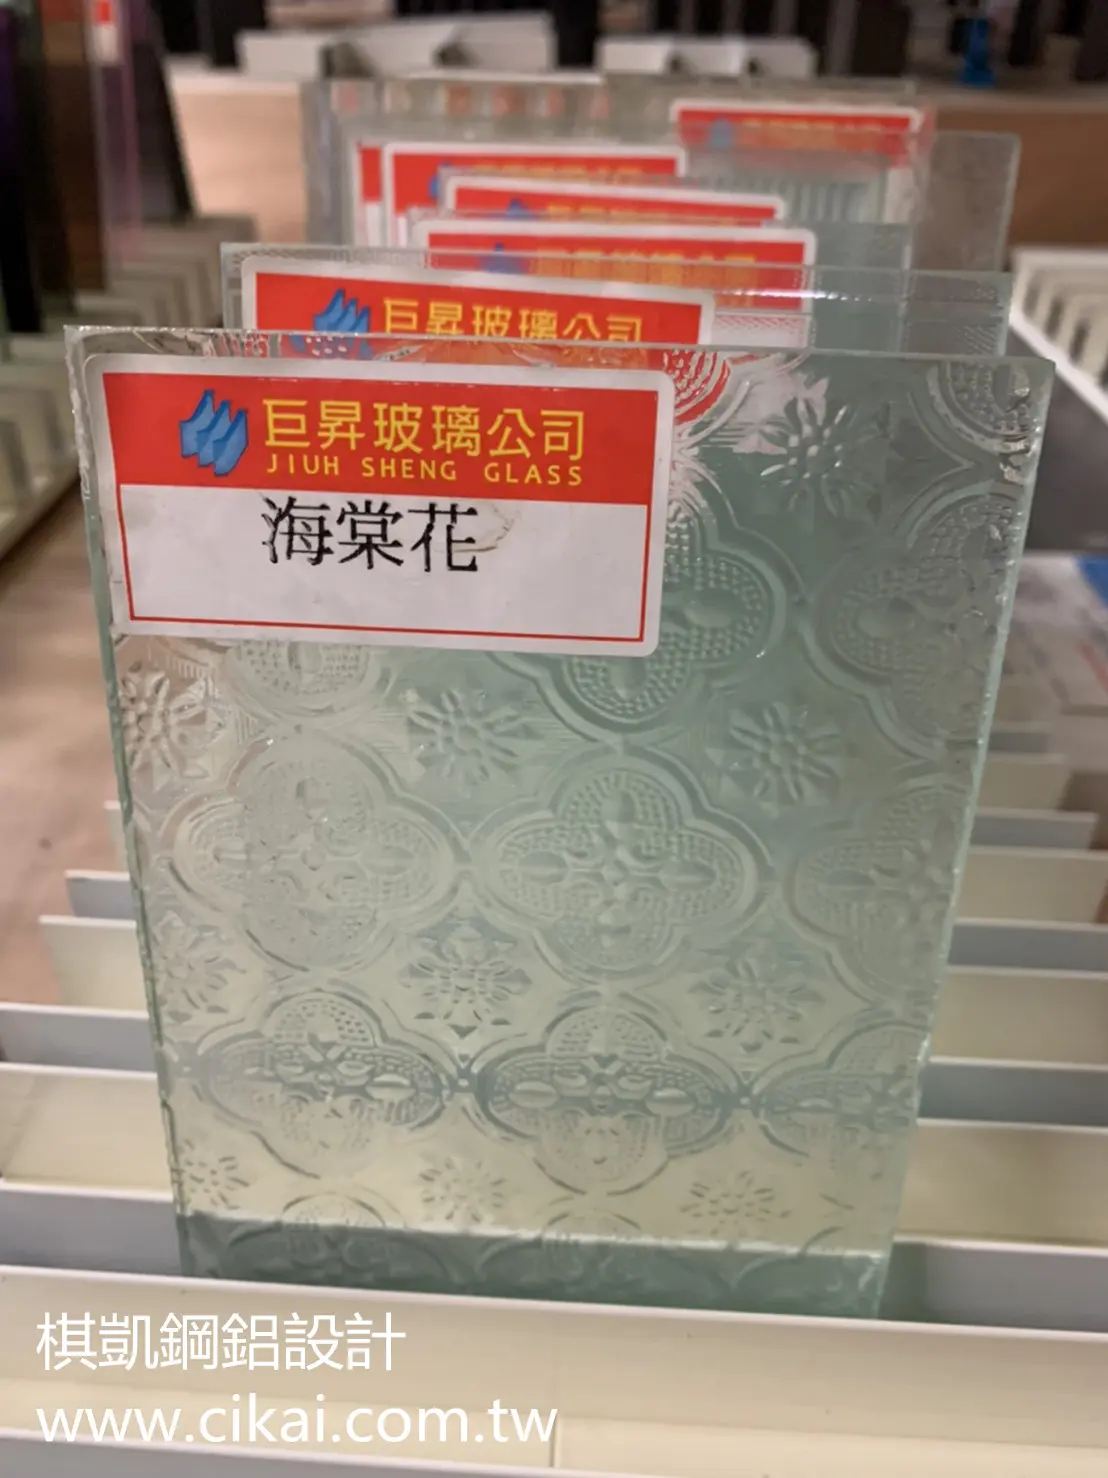 巨昇玻璃公司
巨昇玻璃公司
JIUH SHENG GLASS
海棠花
棋凱鋼鋁設計
www.cikai.com.tw